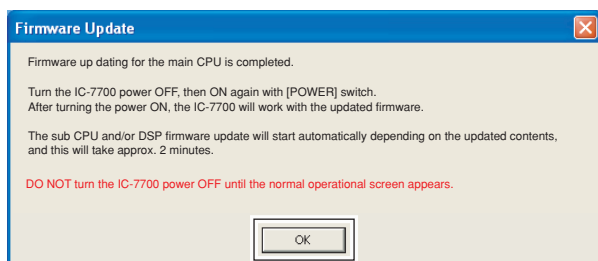 Firmware Update
Firmware up dating for the main CPU is completed.
Turn the IC-7700 power OFF, then ON again with [POWER] switch.
After turning the power ON, the IC-7700 will work with the updated firmware.
The sub CPU and/or DSP firmware update will start automatically depending on the updated contents,
and this will take approx. 2 minutes.
DO NOT turn the IC-7700 power OFF until the normal operational screen appears.
OK